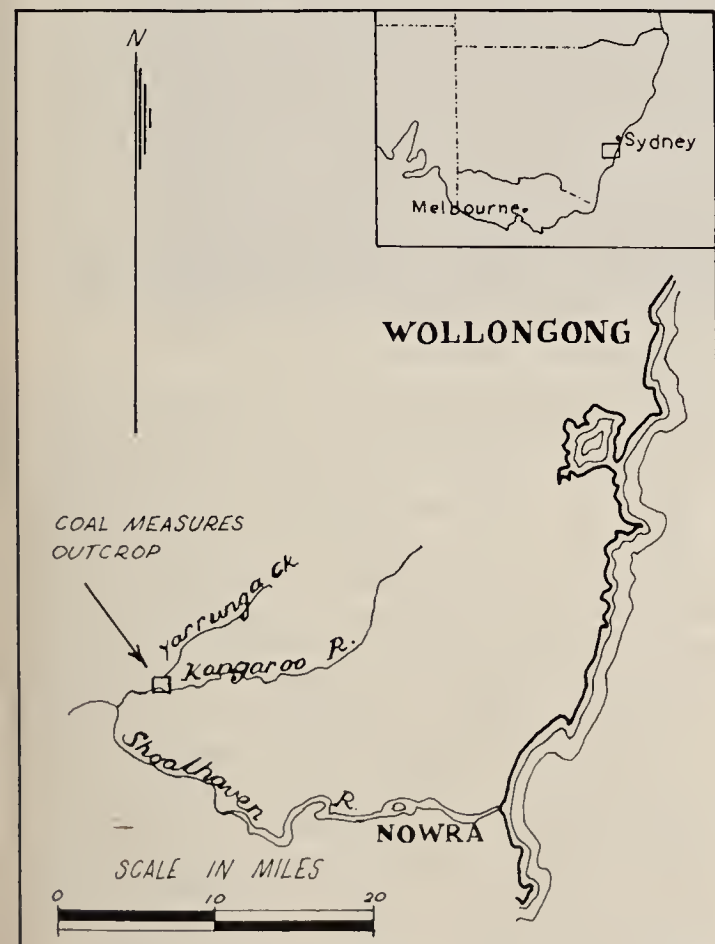 N
Sydney
Melbourne
WOLLONGONG
COAL MEASURES
OUTCROP
Yarrunga CK
Kangaroo R.
Shoalhaven R.
NOWRA
SCALE IN MILES
0 10 20